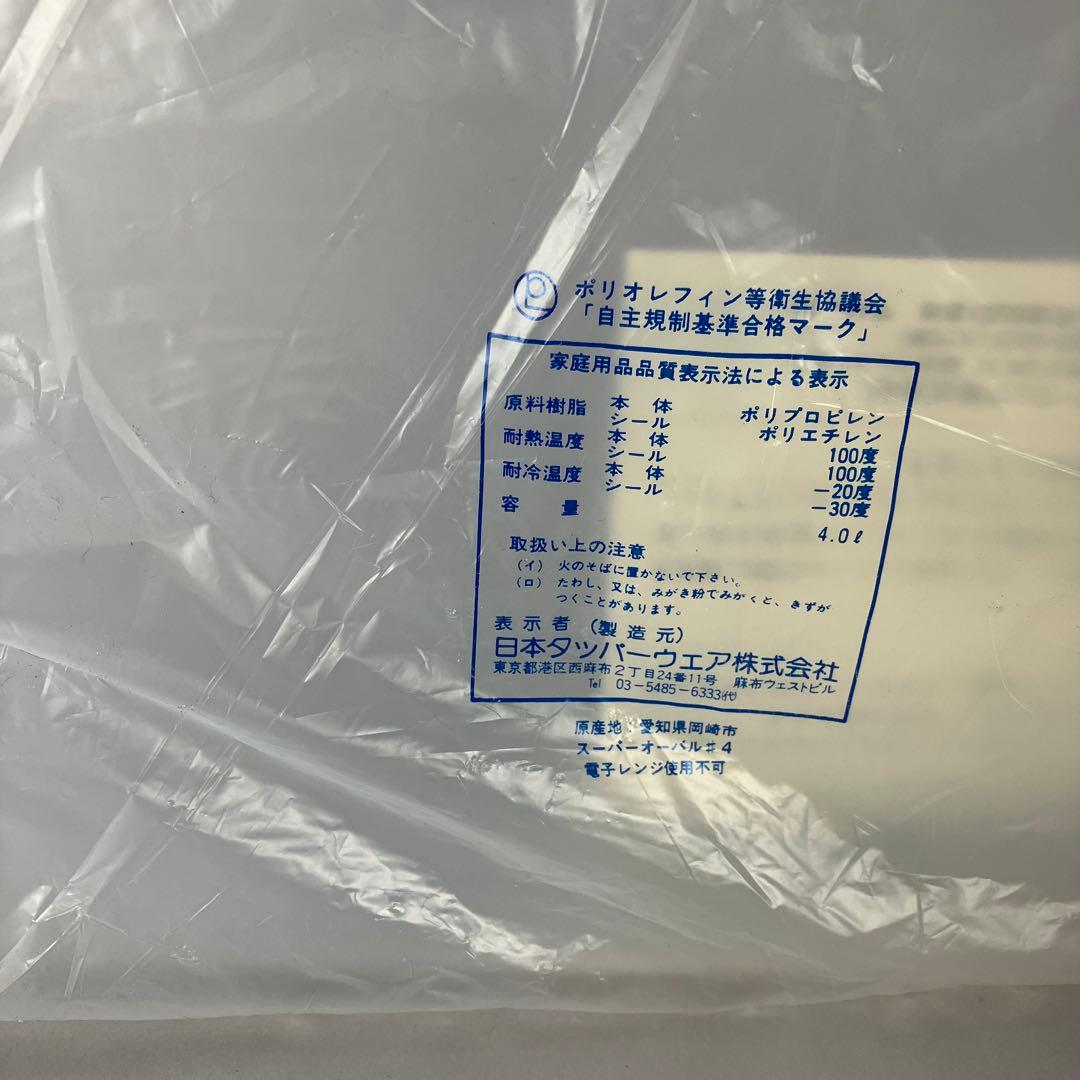 PL
ポリオレフィン等衛生協議会
「自主規制基準合格マーク」
家庭用品品質表示法による表示
原料樹脂 本体 ポリプロピレン
シール ポリエチレン
耐熱温度 本体 100度
シール 100度
耐冷温度 本体 -20度
シール -30度
容量 4.0ℓ
取扱い上の注意
(イ) 火のそばに置かないで下さい。
(ロ) たわし、又は、みがき粉でみがくと、きずが
つくことがあります。
表示者 (製造元)
日本タッパーウエア株式会社
東京都港区西麻布2丁目24番11号 麻布ウエストビル
Tel 03-5485-6333(代)
原産地:愛知県岡崎市
スーパーオーバル#4
電子レンジ使用不可